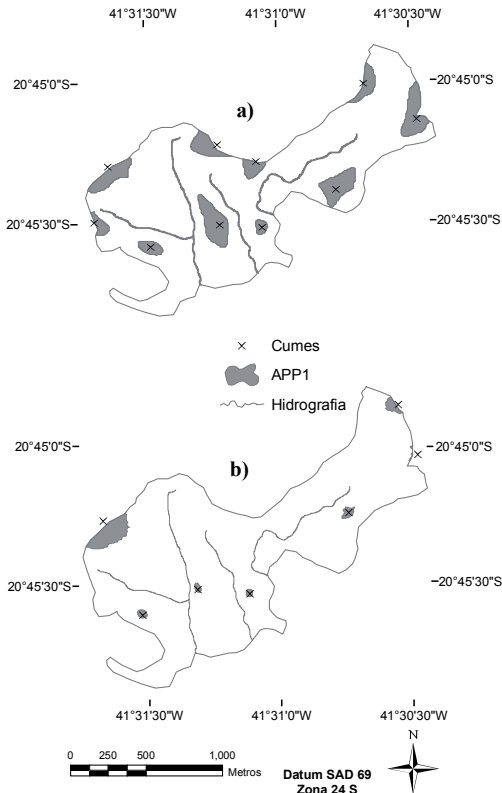 41°31'30"W 41°31'0"W 41°30'30"W
20°45'0"S 20°45'0"S
a)
20°45'30"S 20°45'30"S
Cumes
APP1
Hidrografia
b)
20°45'0"S 20°45'0"S
20°45'30"S 20°45'30"S
41°31'30"W 41°31'0"W 41°30'30"W
N
0 250 500 1,000
Metros
Datum SAD 69
Zona 24 S